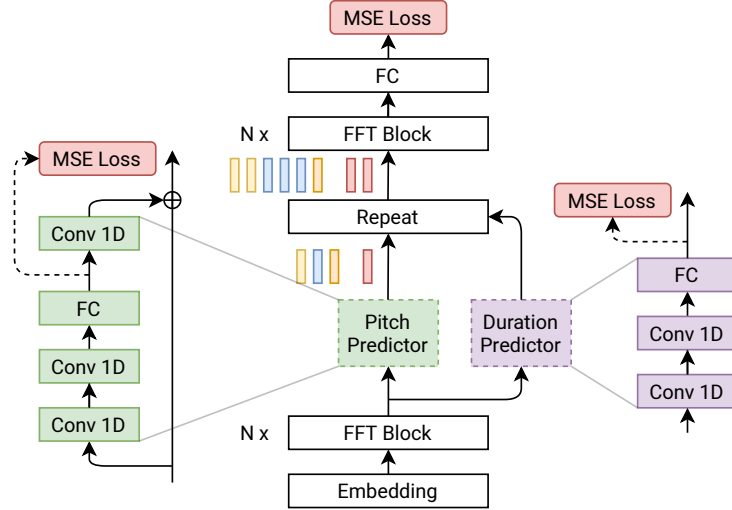 MSE Loss
FC
N x
FFT Block
Repeat
Pitch
Predictor
Duration
Predictor
N x
FFT Block
Embedding
MSE Loss
Conv 1D
FC
Conv 1D
Conv 1D
MSE Loss
FC
Conv 1D
Conv 1D